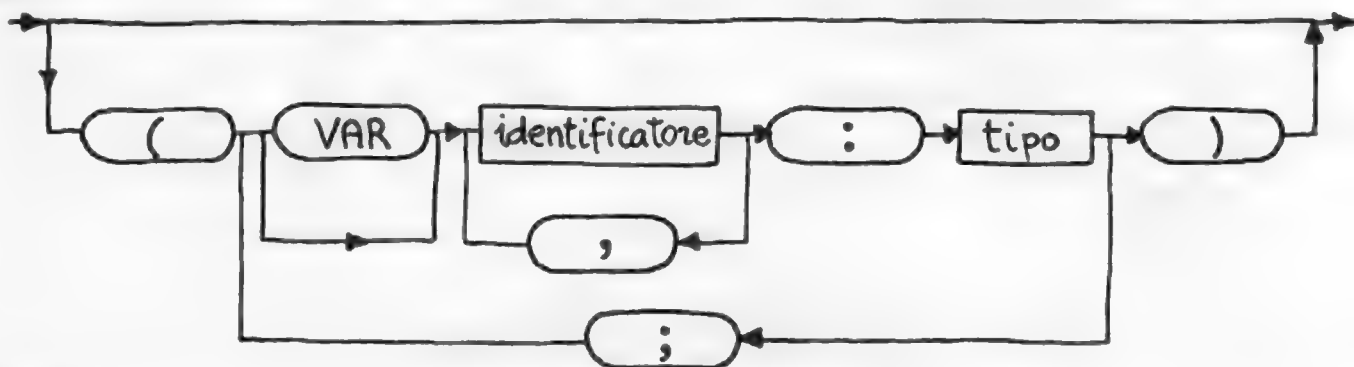 ( VAR identificatore : tipo )
,
;